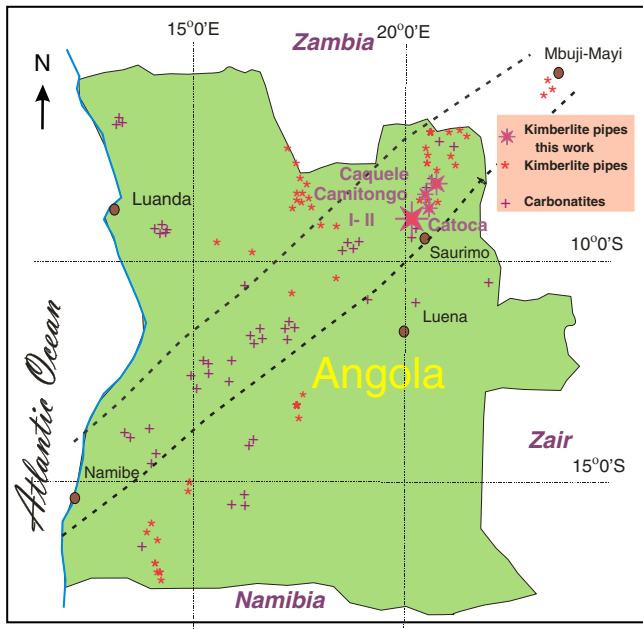 15°0'E
20°0'E
Zambia
Mbuji-Mayi
N
Kimberlite pipes
this work
Kimberlite pipes
Carbonatites
Caquele
Camitongo
I- II
Catoca
Luanda
Saurimo
10°0'S
Luena
Angola
Atlantic Ocean
Zair
Namibe
15°0'S
Namibia